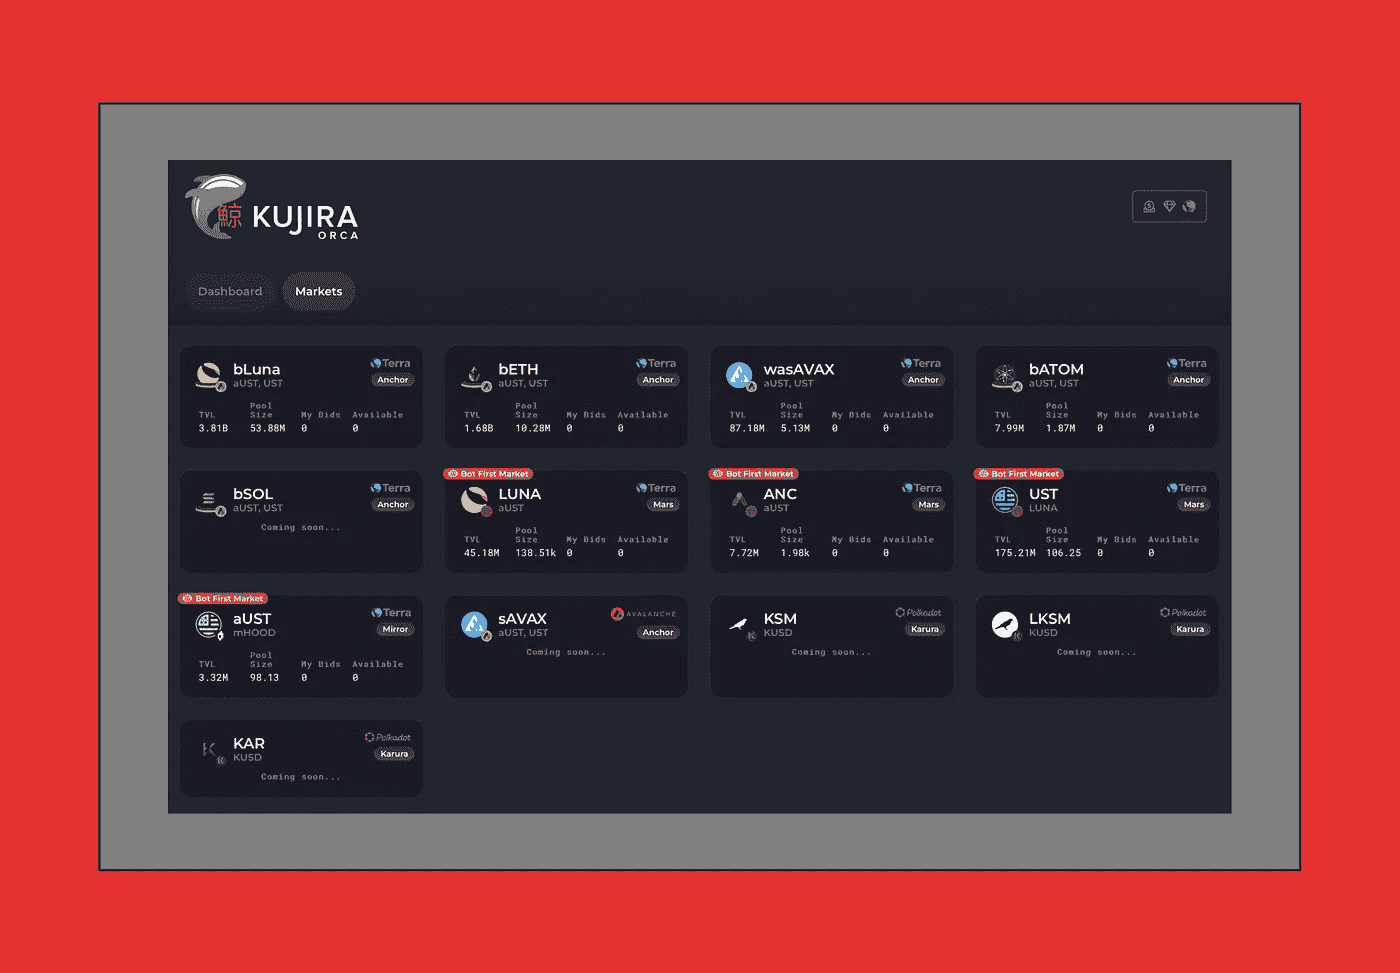 鯨 KUJIRA
ORCA
Dashboard Markets
bLuna
aUST, UST
Terra
Anchor
TVL Pool Size My Bids Available
3.81B 53.88M 0 0
bETH
aUST, UST
Terra
Anchor
TVL Pool Size My Bids Available
1.68B 10.28M 0 0
wasAVAX
aUST, UST
Terra
Anchor
TVL Pool Size My Bids Available
87.18M 5.13M 0 0
bATOM
aUST, UST
Terra
Anchor
TVL Pool Size My Bids Available
7.99M 1.87M 0 0
bSOL
aUST, UST
Terra
Anchor
Coming soon...
Bot First Market
LUNA
aUST
Terra
Mars
TVL Pool Size My Bids Available
45.18M 138.51k 0 0
Bot First Market
ANC
aUST
Terra
Mars
TVL Pool Size My Bids Available
7.72M 1.98k 0 0
Bot First Market
UST
LUNA
Terra
Mars
TVL Pool Size My Bids Available
175.21M 106.25 0 0
Bot First Market
aUST
mHOOD
Terra
Mirror
TVL Pool Size My Bids Available
3.32M 98.13 0 0
sAVAX
aUST, UST
AVALANCHE
Anchor
Coming soon...
KSM
KUSD
Polkadot
Karura
Coming soon...
LKSM
KUSD
Polkadot
Karura
Coming soon...
KAR
KUSD
Polkadot
Karura
Coming soon...